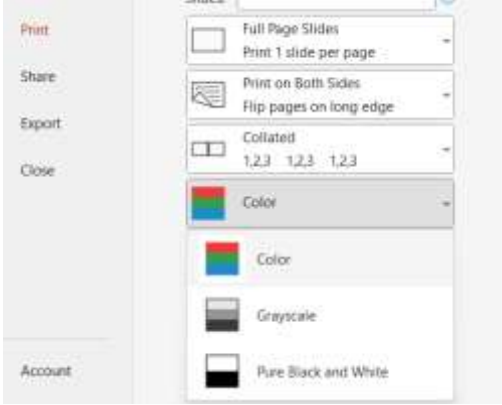 Slides
Print
Full Page Slides
Print 1 slide per page
Share
Print on Both Sides
Flip pages on long edge
Export
Collated
1,2,3 1,2,3 1,2,3
Close
Color
Color
Grayscale
Pure Black and White
Account